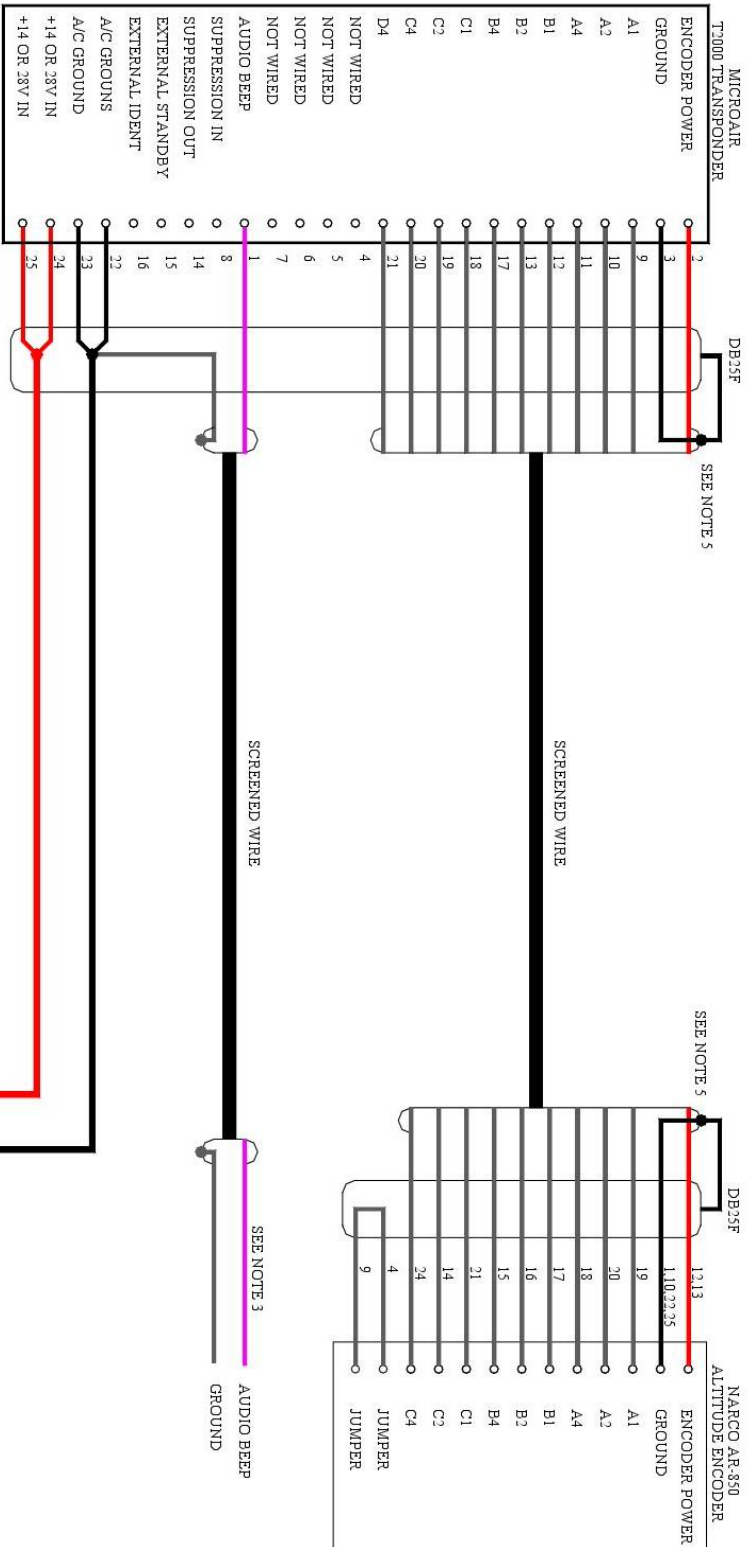 MICROAIR
T2000 TRANSPONDER
ENCODER POWER 2
GROUND 3
A1 9
A2 10
A4 11
B1 12
B2 13
B4 17
C1 18
C2 19
C4 20
D4 21
NOT WIRED 4
NOT WIRED 5
NOT WIRED 6
NOT WIRED 7
AUDIO BEEP 1
SUPPRESSION IN 8
SUPPRESSION OUT 14
EXTERNAL STANDBY 15
EXTERNAL IDENT 16
A/C GROUNS 22
A/C GROUND 23
+14 OR 28V IN 24
+14 OR 28V IN 25
DB25F
SEE NOTE 5
SCREENED WIRE
SCREENED WIRE
SEE NOTE 5
DB25F
SEE NOTE 3
AUDIO BEEP
GROUND
NARCO AR-850
ALTITUDE ENCODER
12,13 ENCODER POWER
1,10,22,25 GROUND
19 A1
20 A2
18 A4
17 B1
16 B2
15 B4
21 C1
14 C2
24 C4
4 JUMPER
9 JUMPER